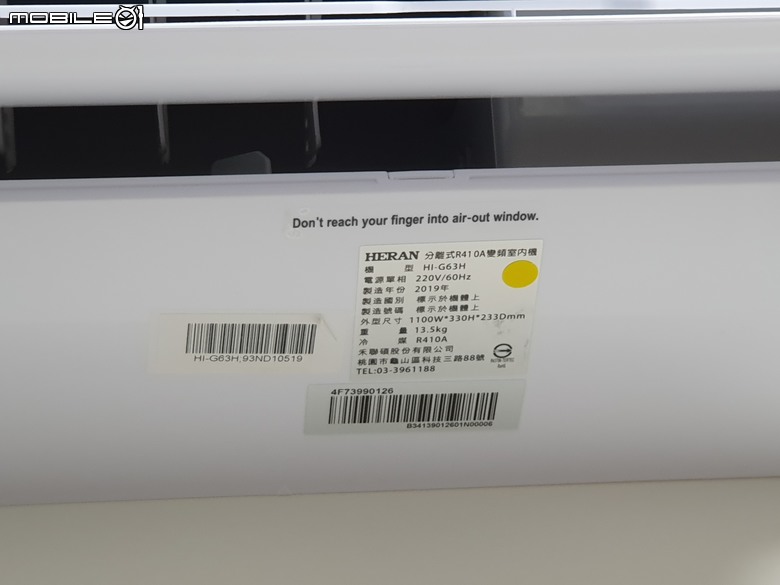 MOBILE01
Don't reach your finger into air-out window.
HERAN 分離式R410A變頻室內機
機 型 HI-G63H
電源單相 220V/60Hz
製造年份 2019年
製造國別 標示於機體上
製造號碼 標示於機體上
外型尺寸 1100W*330H*233Dmm
重 量 13.5kg
冷 媒 R410A
禾聯碩股份有限公司
桃園市龜山區科技三路88號
TEL:03-3961188
HI-G63H,93ND10519
4F73990126
B34139012601N00006